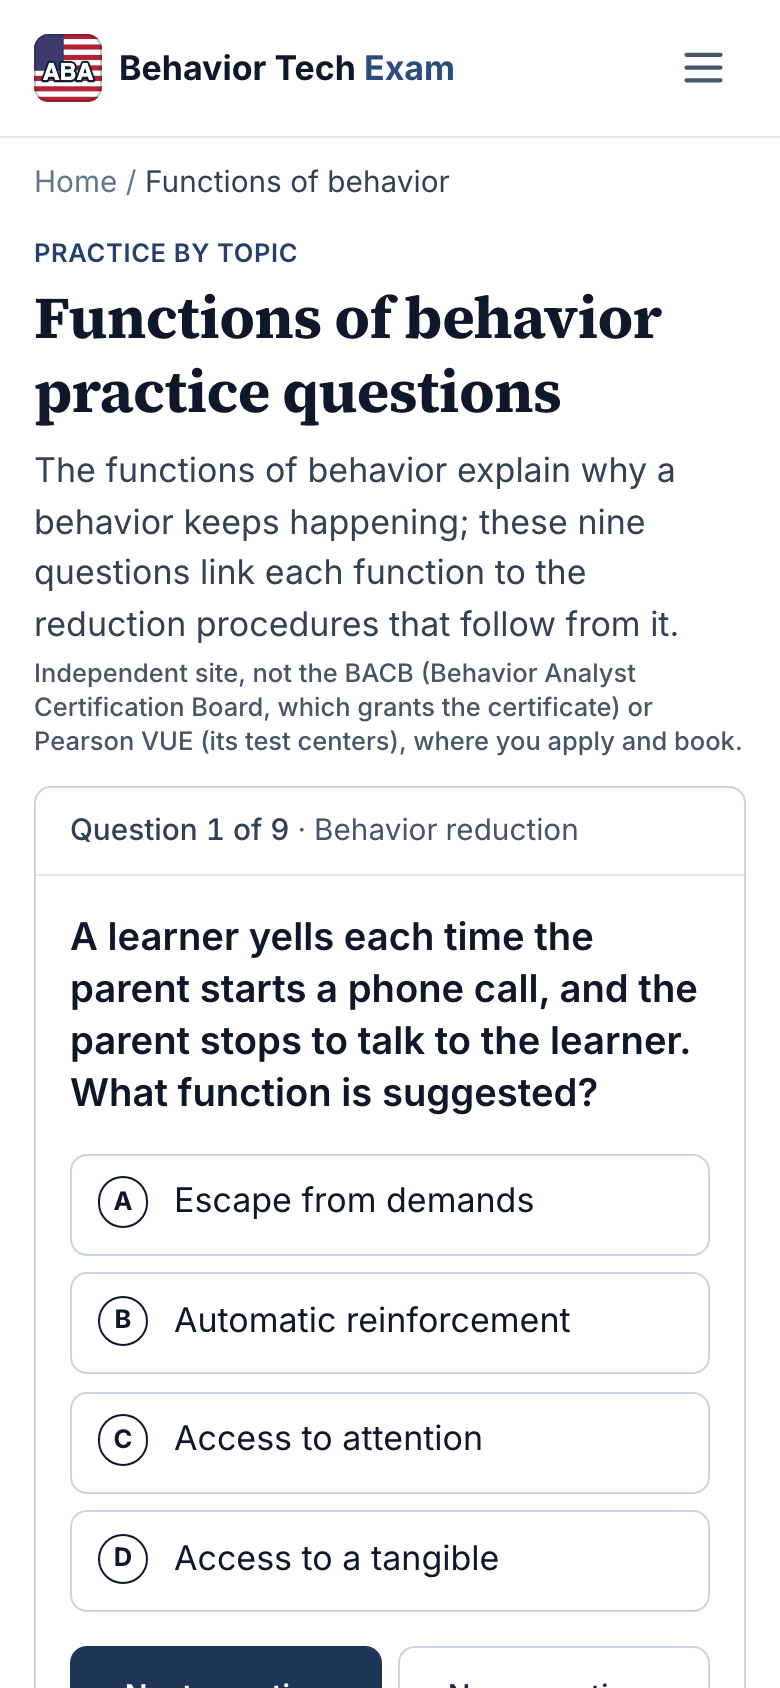 ABA Behavior Tech Exam
Home / Functions of behavior
PRACTICE BY TOPIC
Functions of behavior
practice questions
The functions of behavior explain why a
behavior keeps happening; these nine
questions link each function to the
reduction procedures that follow from it.
Independent site, not the BACB (Behavior Analyst
Certification Board, which grants the certificate) or
Pearson VUE (its test centers), where you apply and book.
Question 1 of 9 · Behavior reduction
A learner yells each time the
parent starts a phone call, and the
parent stops to talk to the learner.
What function is suggested?
A Escape from demands
B Automatic reinforcement
C Access to attention
D Access to a tangible